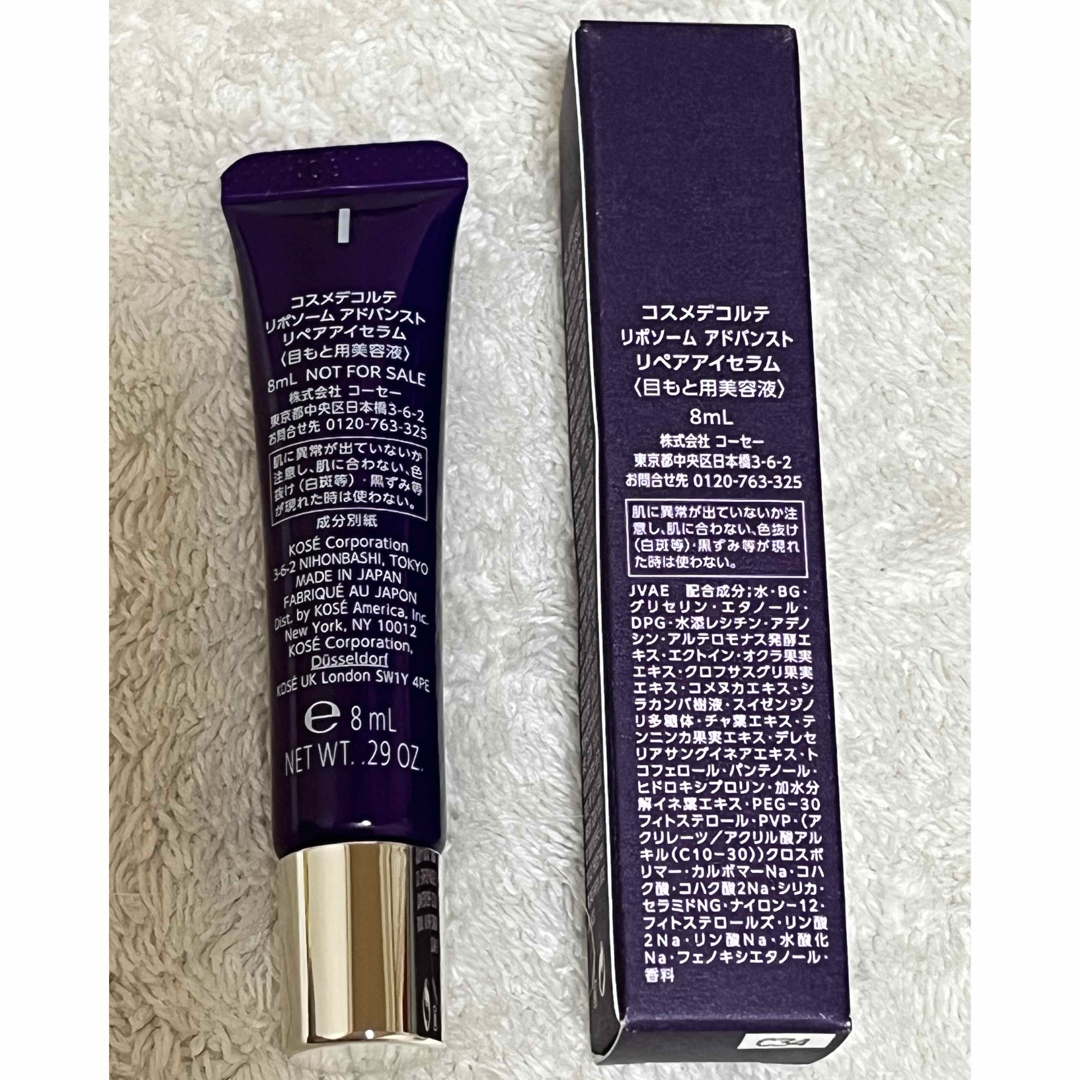 コスメデコルテ
リポソーム アドバンスト
リペアアイセラム
〈目もと用美容液〉
8mL NOT FOR SALE
株式会社 コーセー
東京都中央区日本橋3-6-2
お問合せ先 0120-763-325
肌に異常が出ていないか
注意し、肌に合わない、色
抜け(白斑等)・黒ずみ等
が現れた時は使わない。
成分別紙
KOSÉ Corporation
3-6-2 NIHONBASHI, TOKYO
MADE IN JAPAN
FABRIQUÉ AU JAPON
Dist. by KOSÉ America, Inc.
New York, NY 10012
KOSÉ Corporation,
Düsseldorf
KOSÉ UK London SW1Y 4PE
℮ 8 mL
NET WT. .29 OZ.
コスメデコルテ
リポソーム アドバンスト
リペアアイセラム
〈目もと用美容液〉
8mL
株式会社 コーセー
東京都中央区日本橋3-6-2
お問合せ先 0120-763-325
肌に異常が出ていないか注
意し、肌に合わない、色抜け
(白斑等)・黒ずみ等が現れ
た時は使わない。
JVAE 配合成分;水・BG・
グリセリン・エタノール・
DPG・水添レシチン・アデノ
シン・アルテロモナス発酵エ
キス・エクトイン・オクラ果実
エキス・クロフサスグリ果実
エキス・コメヌカエキス・シ
ラカンバ樹液・スイゼンジノ
リ多糖体・チャ葉エキス・テ
ンニンカ果実エキス・デレセ
リアサングイネアエキス・ト
コフェロール・パンテノール・
ヒドロキシプロリン・加水分
解イネ葉エキス・PEG-30
フィトステロール・PVP・(ア
クリレーツ/アクリル酸アル
キル(C10-30))クロスポ
リマー・カルボマーNa・コハ
ク酸・コハク酸2Na・シリカ・
セラミドNG・ナイロン-12・
フィトステロールズ・リン酸
2Na・リン酸Na・水酸化
Na・フェノキシエタノール・
香料
C34